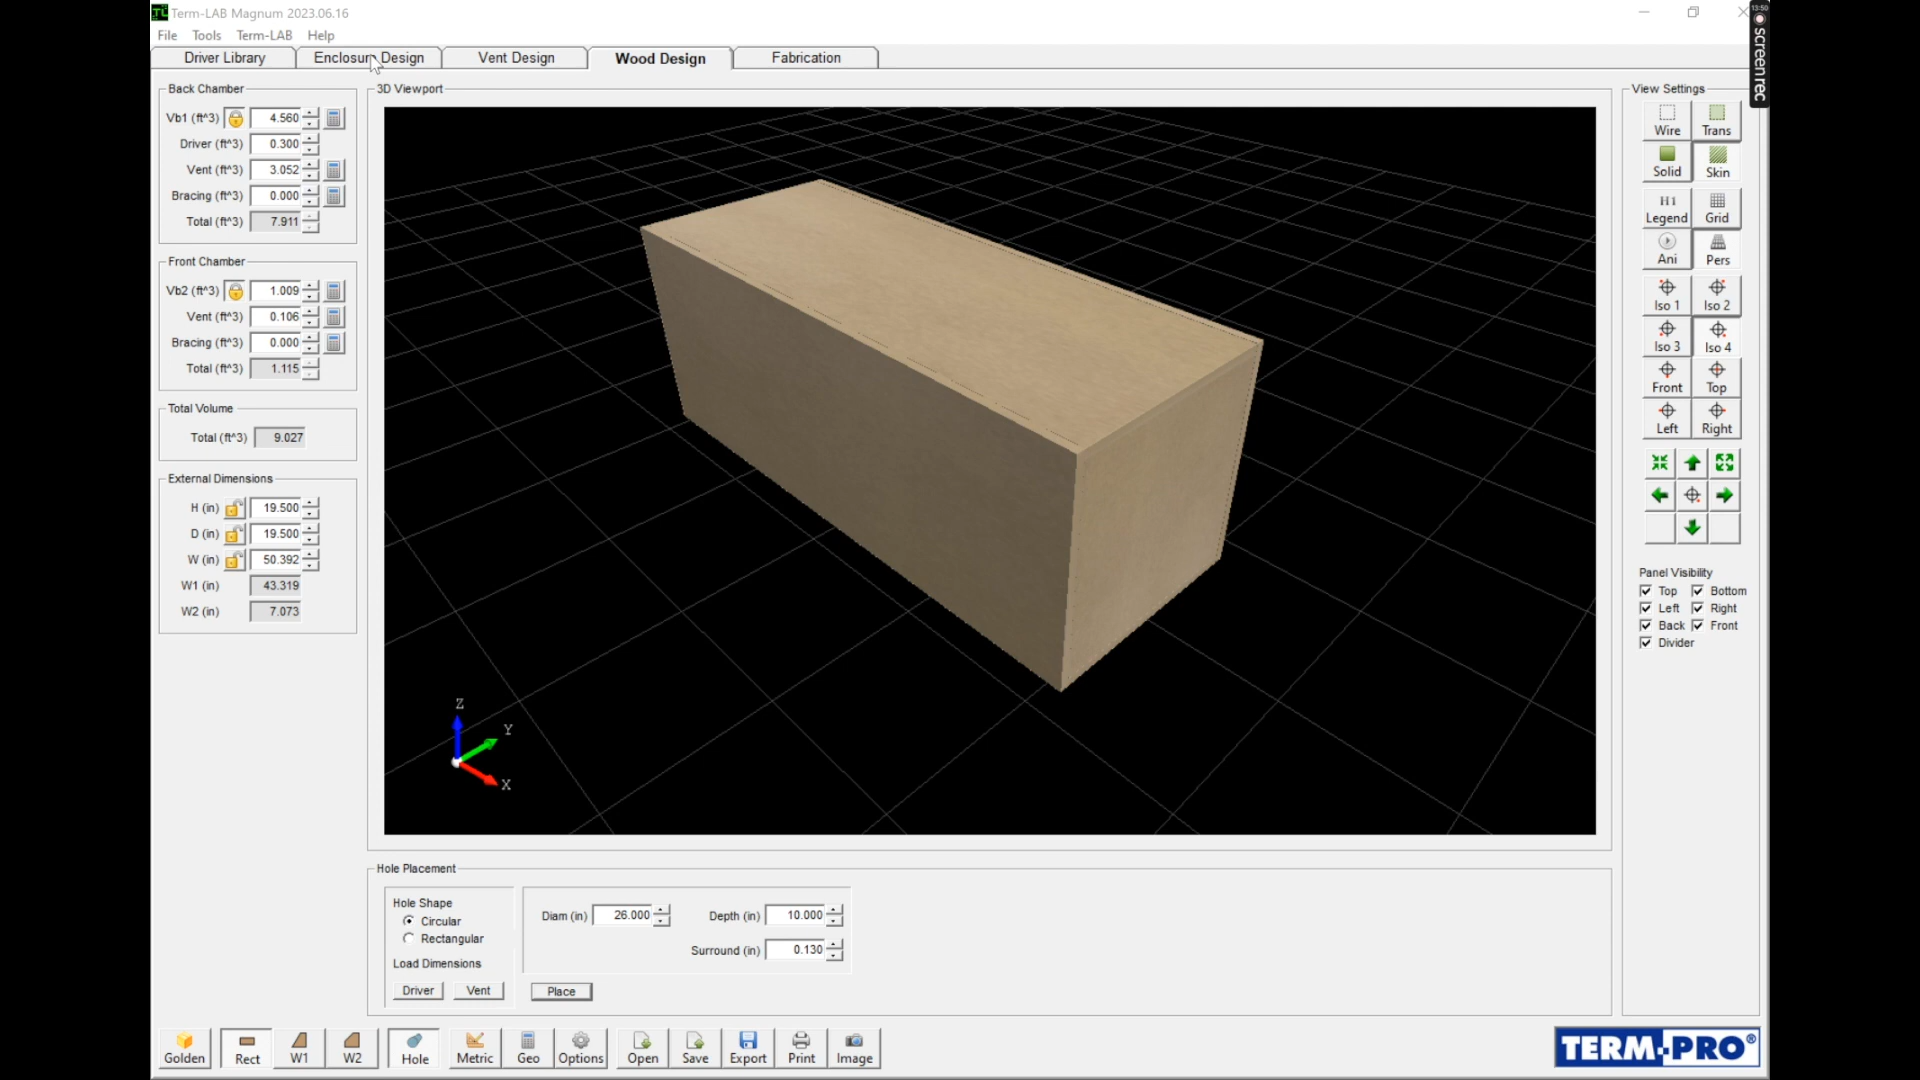 Term-LAB Magnum 2023.06.16
13:50
screen rec
File Tools Term-LAB Help
Driver Library Enclosure Design Vent Design Wood Design Fabrication
Back Chamber
Vb1 (ft^3) 4.560
Driver (ft^3) 0.300
Vent (ft^3) 3.052
Bracing (ft^3) 0.000
Total (ft^3) 7.911
Front Chamber
Vb2 (ft^3) 1.009
Vent (ft^3) 0.106
Bracing (ft^3) 0.000
Total (ft^3) 1.115
Total Volume
Total (ft^3) 9.027
External Dimensions
H (in) 19.500
D (in) 19.500
W (in) 50.392
W1 (in) 43.319
W2 (in) 7.073
3D Viewport
Z
Y
X
View Settings
Wire Trans
Solid Skin
H1
Legend Grid
Ani Pers
Iso 1 Iso 2
Iso 3 Iso 4
Front Top
Left Right
Panel Visibility
Top Bottom
Left Right
Back Front
Divider
Hole Placement
Hole Shape
Circular
Rectangular
Load Dimensions
Driver Vent
Diam (in) 26.000 Depth (in) 10.000
Surround (in) 0.130
Place
Golden Rect W1 W2 Hole Metric Geo Options Open Save Export Print Image
TERM-PRO®